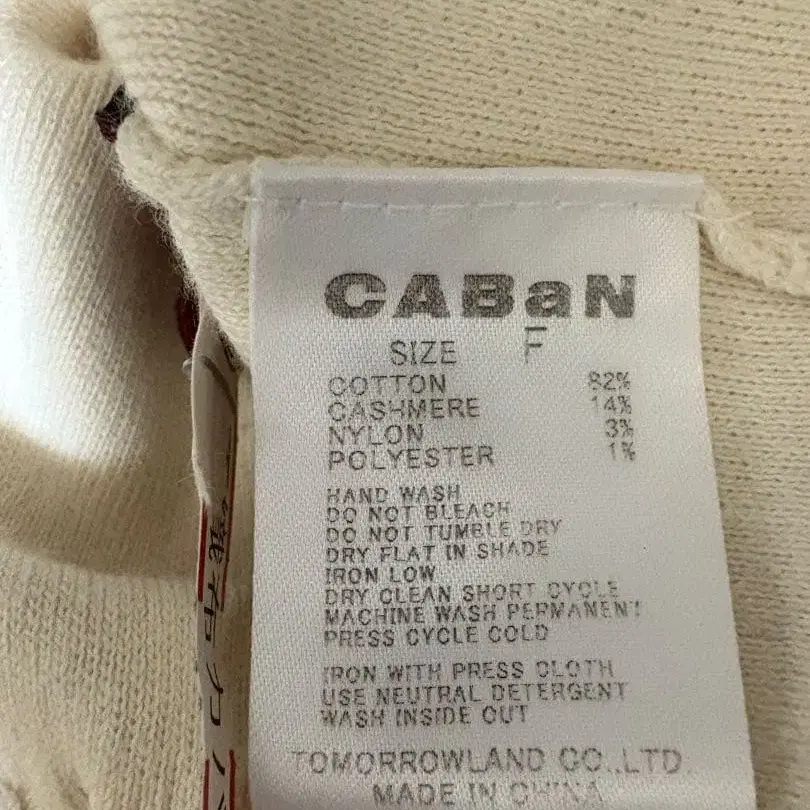 CABaN
SIZE F
COTTON 82%
CASHMERE 14%
NYLON 3%
POLYESTER 1%
HAND WASH
DO NOT BLEACH
DO NOT TUMBLE DRY
DRY FLAT IN SHADE
IRON LOW
DRY CLEAN SHORT CYCLE
MACHINE WASH PERMANENT
PRESS CYCLE COLD
IRON WITH PRESS CLOTH
USE NEUTRAL DETERGENT
WASH INSIDE OUT
TOMORROWLAND CO.,LTD.
MADE IN CHINA